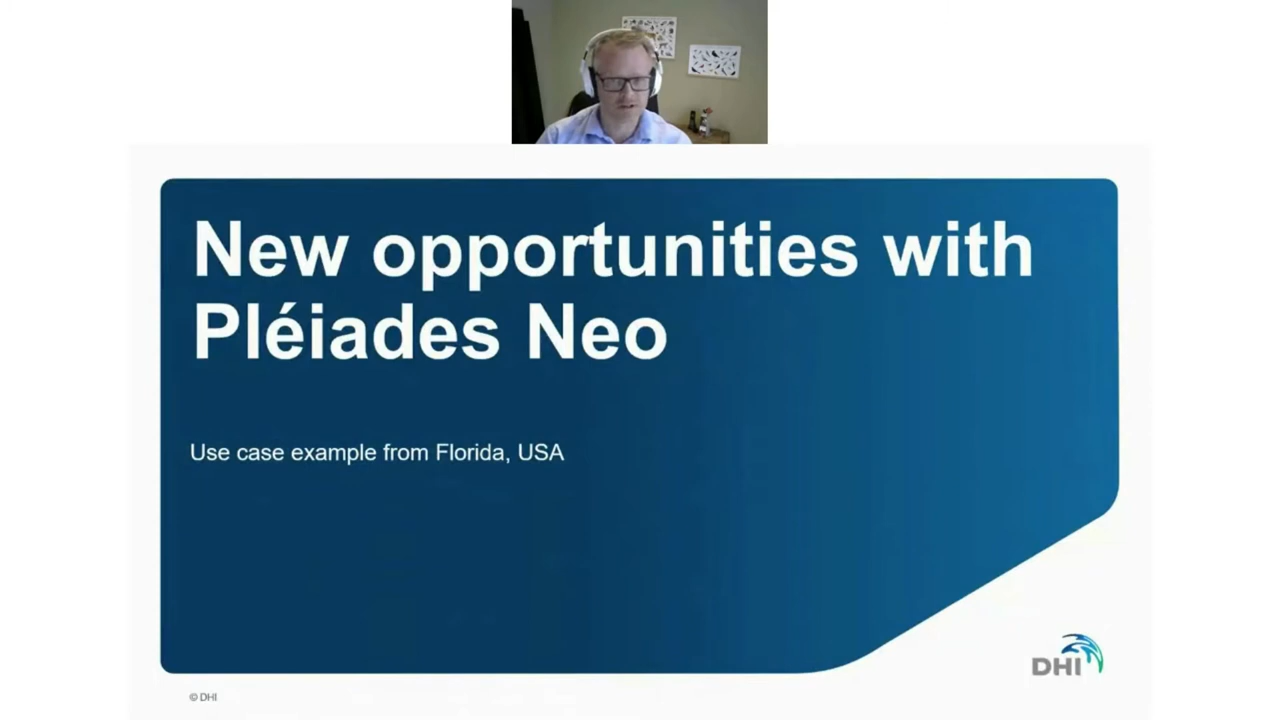 New opportunities with
Pléiades Neo
Use case example from Florida, USA
DHI
© DHI